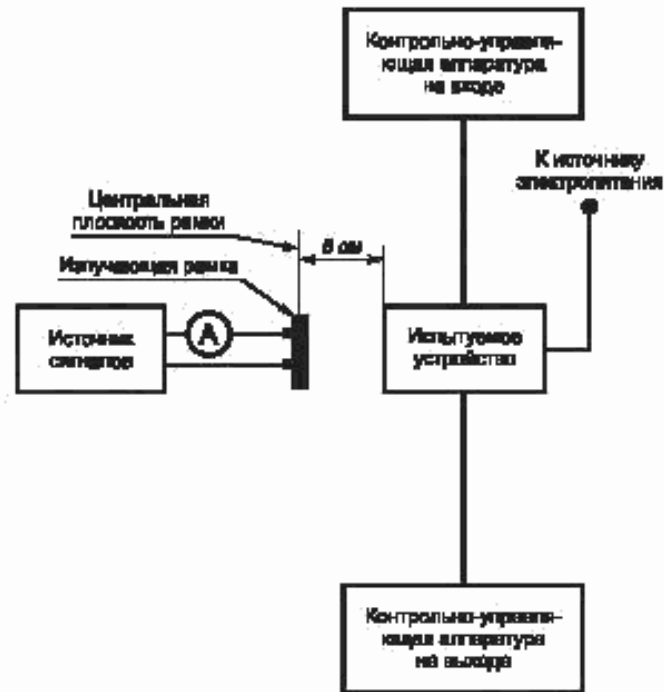 Контрольно-управля-
ющая аппаратура
на входе
К источнику
электропитания
Центральная
плоскость рамки
5 см
Излучающая рамка
Источник
сигналов
А
Испытуемое
устройство
Контрольно-управля-
ющая аппаратура
на выходе